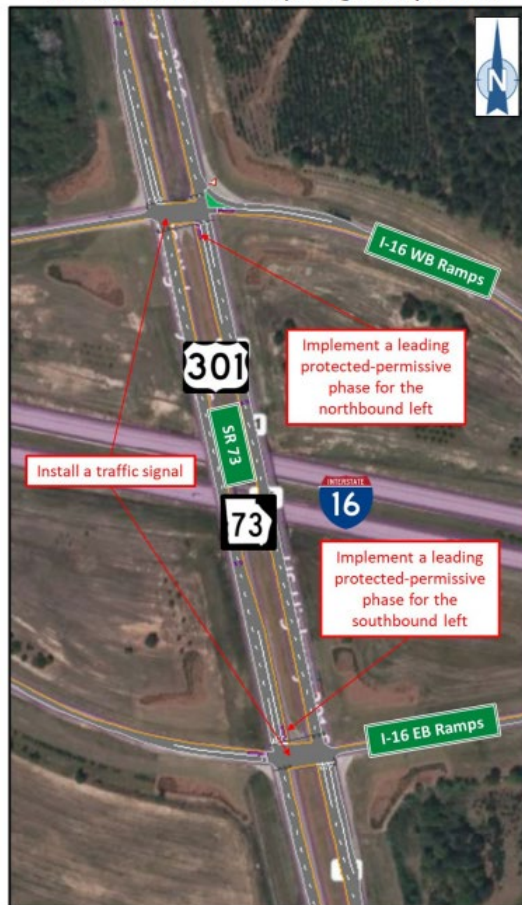 N
I-16 WB Ramps
Implement a leading
protected-permissive
phase for the
northbound left
301
SR 73
Install a traffic signal
INTERSTATE
16
73
Implement a leading
protected-permissive
phase for the
southbound left
I-16 EB Ramps